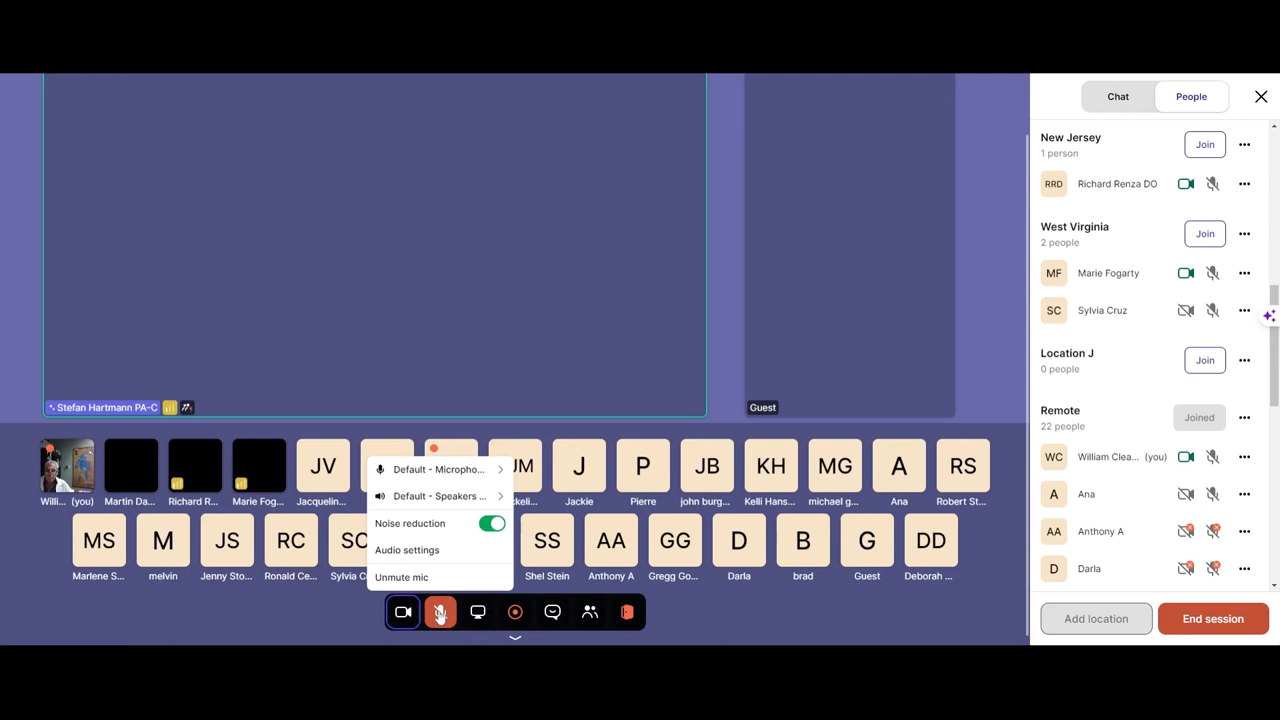 Stefan Hartmann PA-C
Guest
Willi... (you)
Martin Da...
Richard R...
Marie Fog...
JV
Jacquelin...
JM
J
Jackie
P
Pierre
JB
john burg...
KH
Kelli Hans...
MG
michael g...
A
Ana
RS
Robert St...
MS
Marlene S...
M
melvin
JS
Jenny Sto...
RC
Ronald Ce...
SC
Sylvia C
SS
Shel Stein
AA
Anthony A
GG
Gregg Go...
D
Darla
B
brad
G
Guest
DD
Deborah ...
Default - Micropho...
Default - Speakers ...
Noise reduction
Audio settings
Unmute mic
Chat
People
New Jersey
Join
1 person
RRD
Richard Renza DO
West Virginia
Join
2 people
MF
Marie Fogarty
SC
Sylvia Cruz
Location J
Join
0 people
Remote
Joined
22 people
WC
William Clea... (you)
A
Ana
AA
Anthony A
D
Darla
Add location
End session